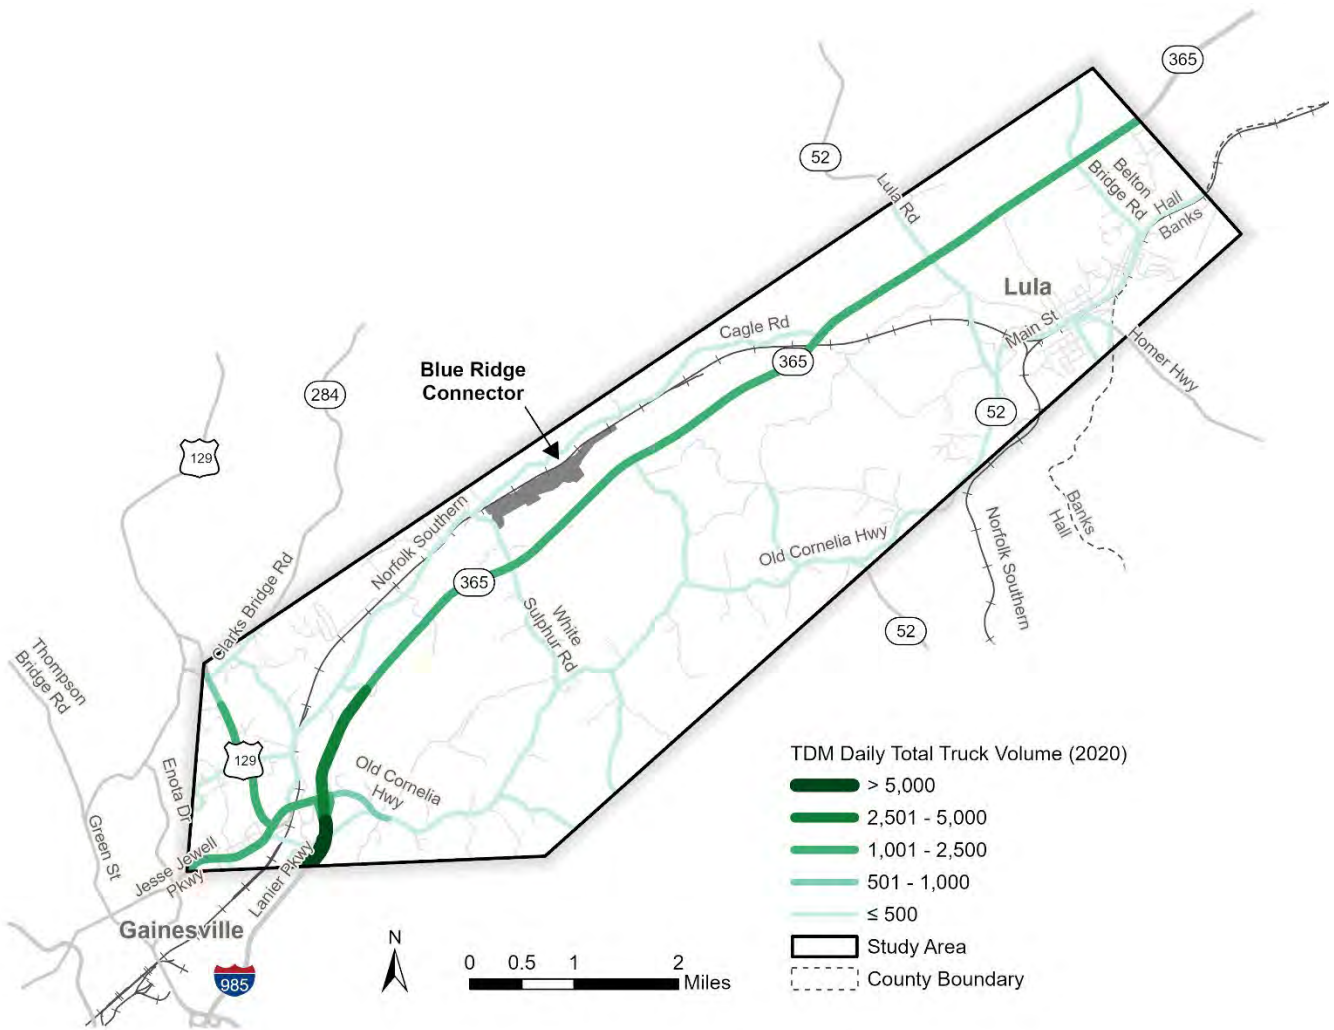 365
52
Lula Rd
Belton
Bridge Rd
Hall
Banks
Lula
Cagle Rd
Main St
365
Homer Hwy
Blue Ridge
Connector
284
52
129
Norfolk Southern
Banks
Hall
Old Cornelia Hwy
Norfolk Southern
365
Clarks Bridge Rd
White
Sulphur Rd
52
Thompson
Bridge Rd
129
Enota Dr
Old Cornelia
Hwy
Green St
Jesse Jewell
Pkwy
Lanier Pkwy
Gainesville
985
N
0 0.5 1 2
Miles
TDM Daily Total Truck Volume (2020)
> 5,000
2,501 - 5,000
1,001 - 2,500
501 - 1,000
≤ 500
Study Area
County Boundary